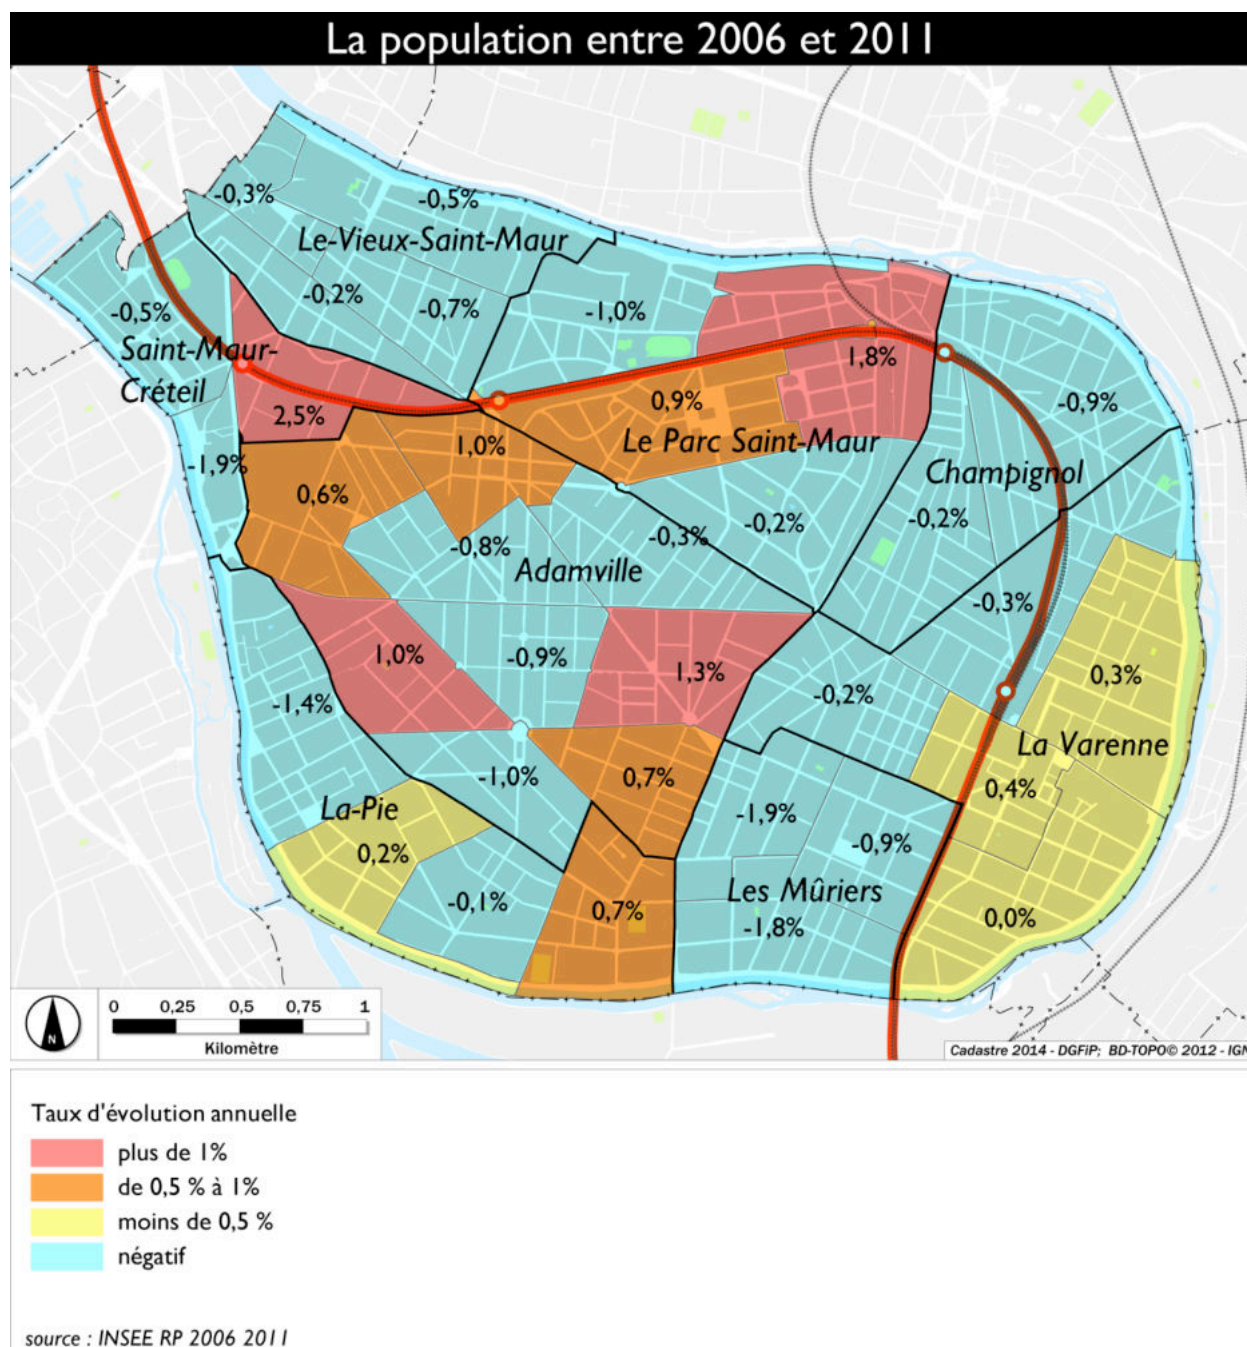 La population entre 2006 et 2011
-0,3%
-0,5%
Le-Vieux-Saint-Maur
-0,2%
-0,7%
-1,0%
-0,5%
Saint-Maur-
Créteil
2,5%
1,8%
0,9%
Le Parc Saint-Maur
-0,9%
1,0%
-1,9%
0,6%
Champignol
-0,2%
-0,2%
-0,3%
-0,8%
Adamville
-0,3%
1,0%
-0,9%
1,3%
-0,2%
0,3%
-1,4%
La Varenne
-1,0%
0,7%
0,4%
La-Pie
-1,9%
-0,9%
0,2%
-0,1%
0,7%
Les Mûriers
-1,8%
0,0%
N
0 0,25 0,5 0,75 1
Kilomètre
Cadastre 2014 - DGFiP; BD-TOPO© 2012 - IGN
Taux d'évolution annuelle
plus de 1%
de 0,5 % à 1%
moins de 0,5 %
négatif
source : INSEE RP 2006 2011